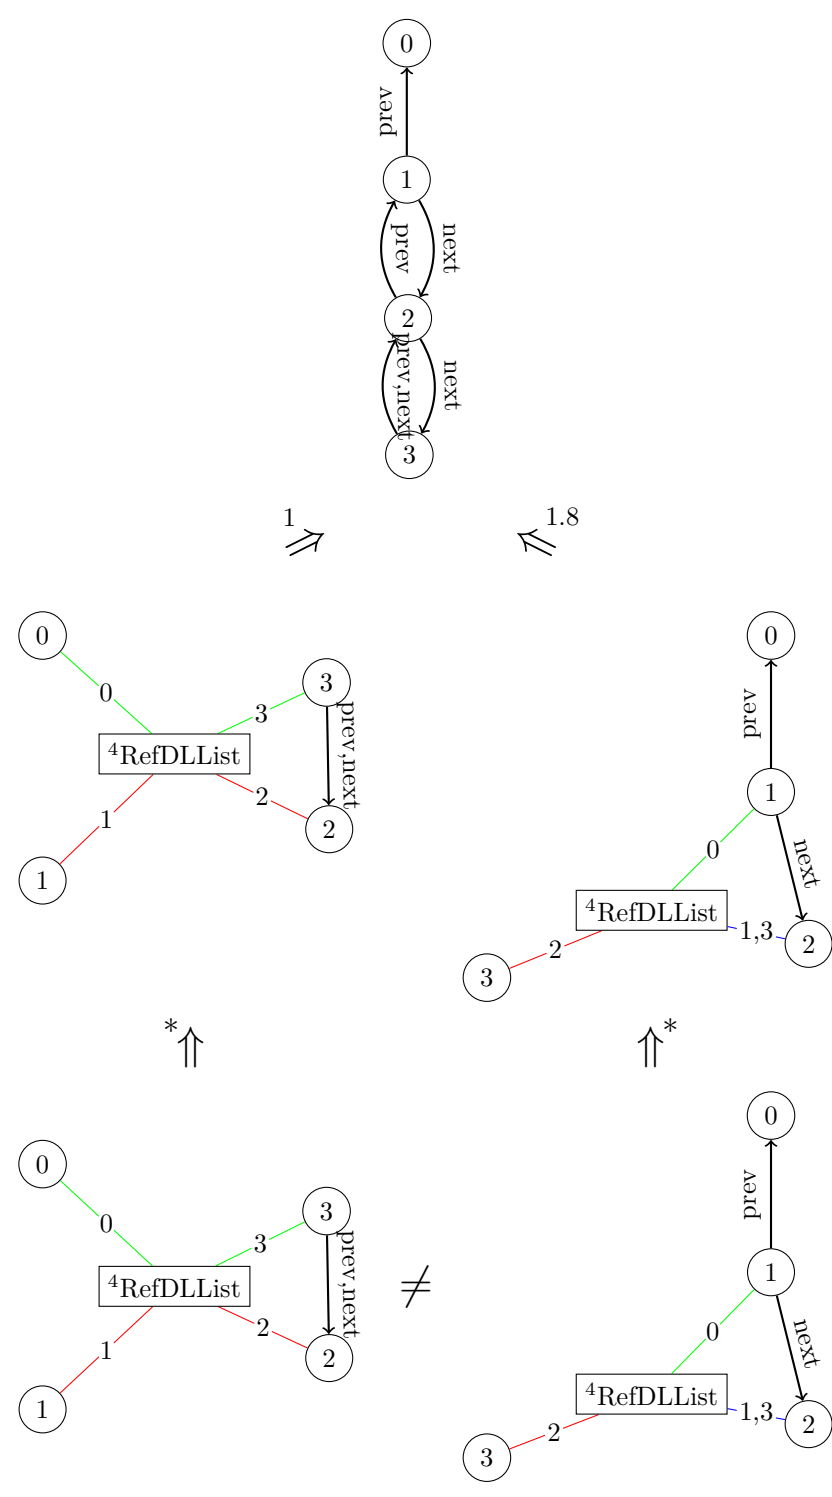 0
prev
1
prev next
2
prev,next next
3
1 ⇒ ⇐ 1.8
0
0
3
3
prev,next
⁴RefDLList
2
1
2
1
0
prev
1
0
next
⁴RefDLList
1,3
2
2
3
*⇑ ⇑*
0
0
3
3
prev,next
⁴RefDLList
2
1
2
1
≠
0
prev
1
0
next
⁴RefDLList
1,3
2
2
3